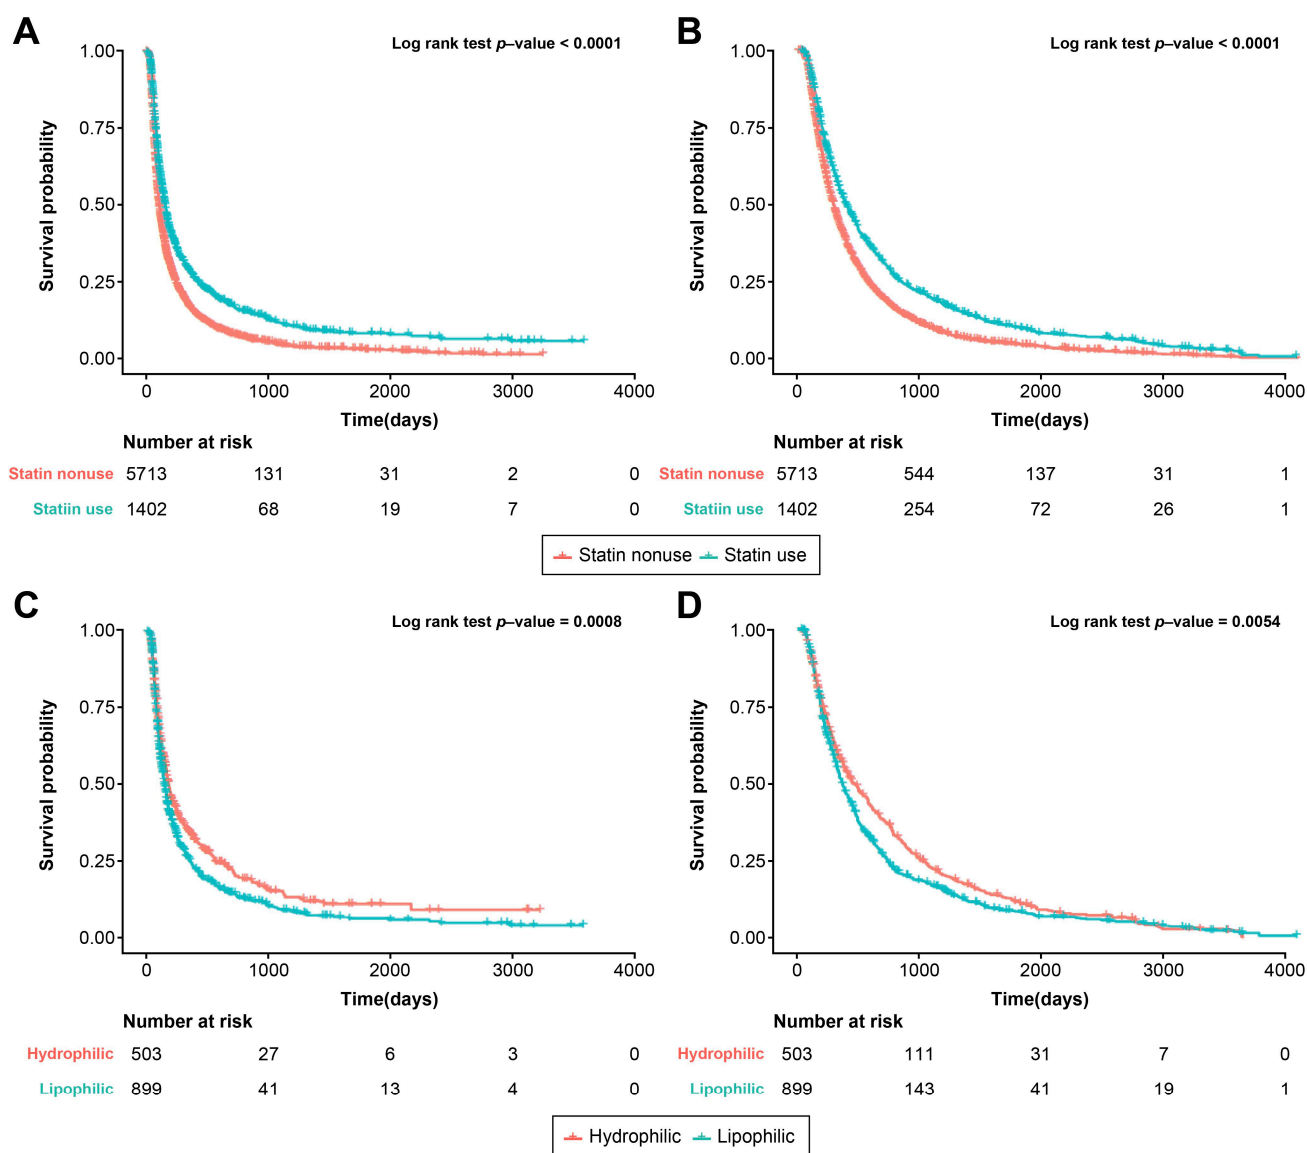 A
Log rank test p–value < 0.0001
1.00
0.75
0.50
0.25
0.00
Survival probability
0 1000 2000 3000 4000
Time(days)
Number at risk
Statin nonuse 5713 131 31 2 0
Statiin use 1402 68 19 7 0
B
Log rank test p–value < 0.0001
1.00
0.75
0.50
0.25
0.00
Survival probability
0 1000 2000 3000 4000
Time(days)
Number at risk
Statin nonuse 5713 544 137 31 1
Statiin use 1402 254 72 26 1
Statin nonuse Statin use
C
Log rank test p–value = 0.0008
1.00
0.75
0.50
0.25
0.00
Survival probability
0 1000 2000 3000 4000
Time(days)
Number at risk
Hydrophilic 503 27 6 3 0
Lipophilic 899 41 13 4 0
D
Log rank test p–value = 0.0054
1.00
0.75
0.50
0.25
0.00
Survival probability
0 1000 2000 3000 4000
Time(days)
Number at risk
Hydrophilic 503 111 31 7 0
Lipophilic 899 143 41 19 1
Hydrophilic Lipophilic